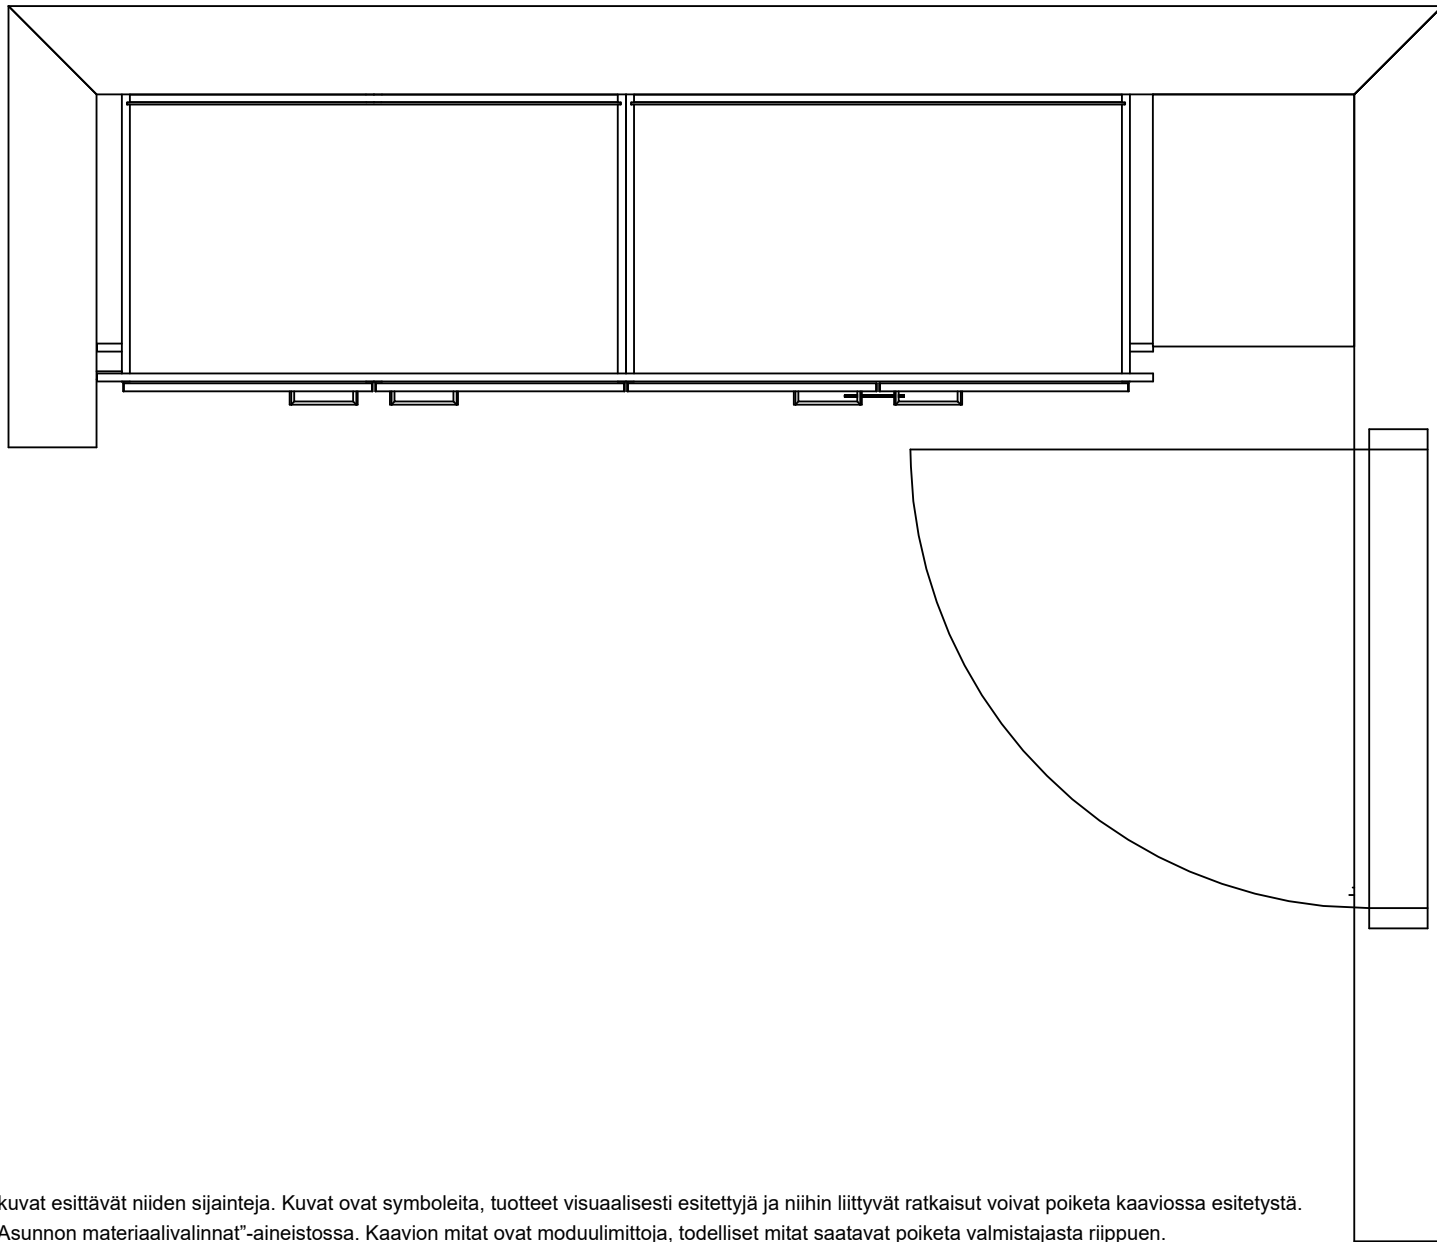 kuvat esittävät niiden sijainteja. Kuvat ovat symboleita, tuotteet visuaalisesti esitettyjä ja niihin liittyvät ratkaisut voivat poiketa kaaviossa esitetystä.
Asunnon materiaalivalinnat”-aineistossa. Kaavion mitat ovat moduulimittoja, todelliset mitat saatavat poiketa valmistajasta riippuen.